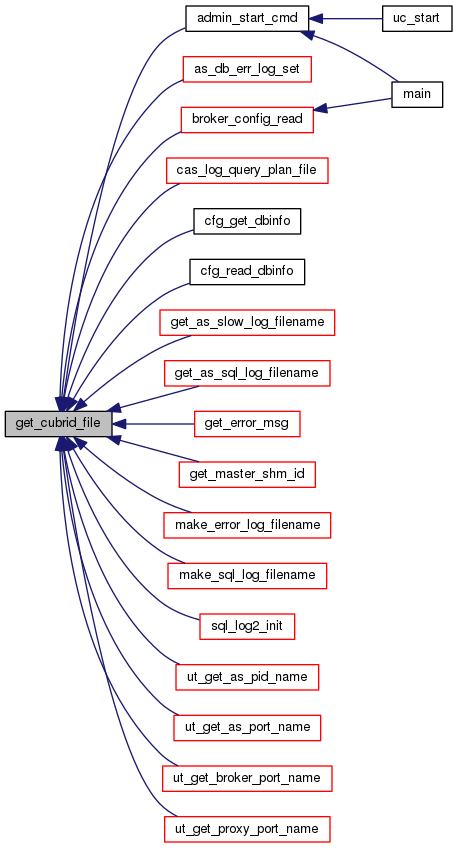 admin_start_cmd
uc_start
as_db_err_log_set
main
broker_config_read
cas_log_query_plan_file
cfg_get_dbinfo
cfg_read_dbinfo
get_as_slow_log_filename
get_as_sql_log_filename
get_cubrid_file
get_error_msg
get_master_shm_id
make_error_log_filename
make_sql_log_filename
sql_log2_init
ut_get_as_pid_name
ut_get_as_port_name
ut_get_broker_port_name
ut_get_proxy_port_name